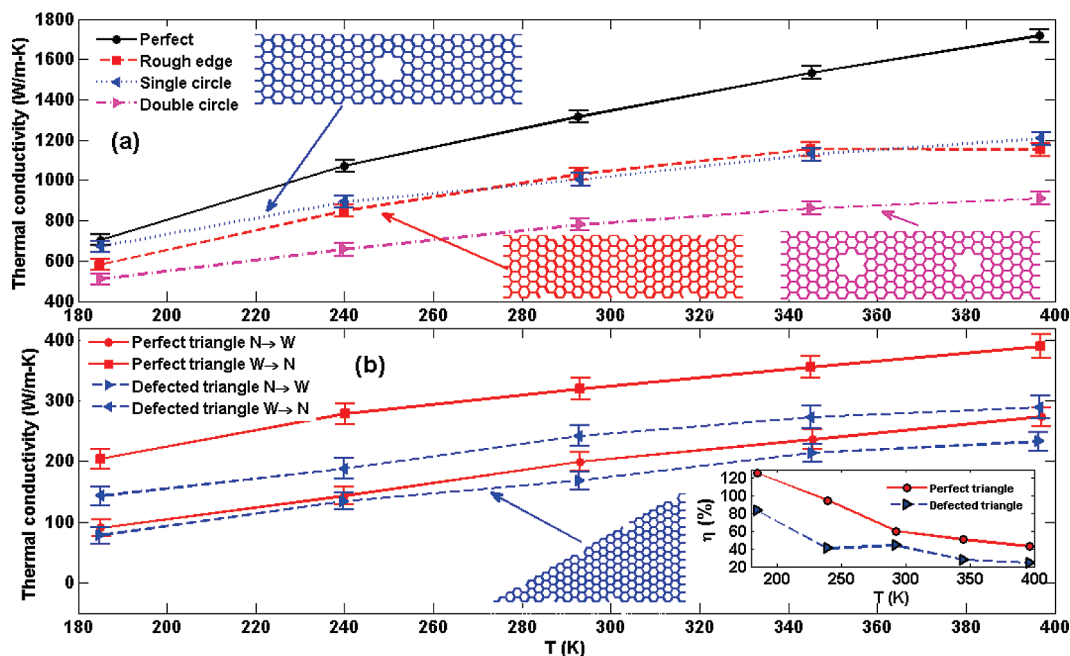 1800
1600
1400
1200
1000
800
600
400
Thermal conductivity (W/m-K)
Perfect
Rough edge
Single circle
Double circle
(a)
180 200 220 240 260 280 300 320 340 360 380 400
400
300
200
100
0
Thermal conductivity (W/m-K)
Perfect triangle N→ W
Perfect triangle W→ N
Defected triangle N→ W
Defected triangle W→ N
(b)
120
100
80
60
40
20
η (%)
Perfect triangle
Defected triangle
200 250 300 350 400
T (K)
180 200 220 240 260 280 300 320 340 360 380 400
T (K)